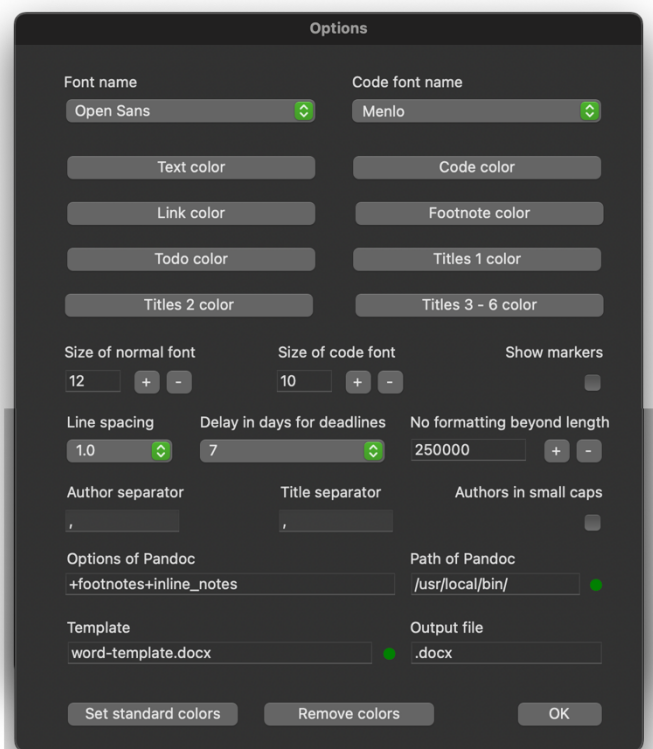 Options
Font name Code font name
Open Sans Menlo
Text color Code color
Link color Footnote color
Todo color Titles 1 color
Titles 2 color Titles 3 - 6 color
Size of normal font Size of code font Show markers
12 + - 10 + -
Line spacing Delay in days for deadlines No formatting beyond length
1.0 7 250000 + -
Author separator Title separator Authors in small caps
, ,
Options of Pandoc Path of Pandoc
+footnotes+inline_notes /usr/local/bin/
Template Output file
word-template.docx .docx
Set standard colors Remove colors OK